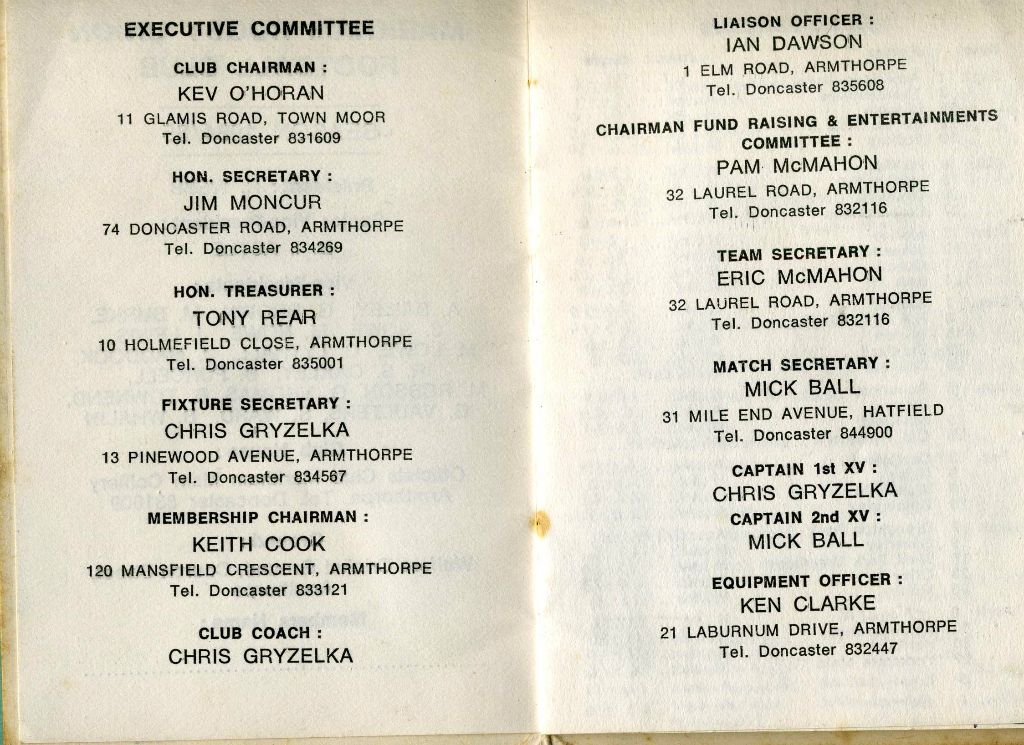 EXECUTIVE COMMITTEE
CLUB CHAIRMAN :
KEV O'HORAN
11 GLAMIS ROAD, TOWN MOOR
Tel. Doncaster 831609
HON. SECRETARY :
JIM MONCUR
74 DONCASTER ROAD, ARMTHORPE
Tel. Doncaster 834269
HON. TREASURER :
TONY REAR
10 HOLMEFIELD CLOSE, ARMTHORPE
Tel. Doncaster 835001
FIXTURE SECRETARY :
CHRIS GRYZELKA
13 PINEWOOD AVENUE, ARMTHORPE
Tel. Doncaster 834567
MEMBERSHIP CHAIRMAN :
KEITH COOK
120 MANSFIELD CRESCENT, ARMTHORPE
Tel. Doncaster 833121
CLUB COACH :
CHRIS GRYZELKA
LIAISON OFFICER :
IAN DAWSON
1 ELM ROAD, ARMTHORPE
Tel. Doncaster 835608
CHAIRMAN FUND RAISING & ENTERTAINMENTS
COMMITTEE :
PAM McMAHON
32 LAUREL ROAD, ARMTHORPE
Tel. Doncaster 832116
TEAM SECRETARY :
ERIC McMAHON
32 LAUREL ROAD, ARMTHORPE
Tel. Doncaster 832116
MATCH SECRETARY :
MICK BALL
31 MILE END AVENUE, HATFIELD
Tel. Doncaster 844900
CAPTAIN 1st XV :
CHRIS GRYZELKA
CAPTAIN 2nd XV :
MICK BALL
EQUIPMENT OFFICER :
KEN CLARKE
21 LABURNUM DRIVE, ARMTHORPE
Tel. Doncaster 832447